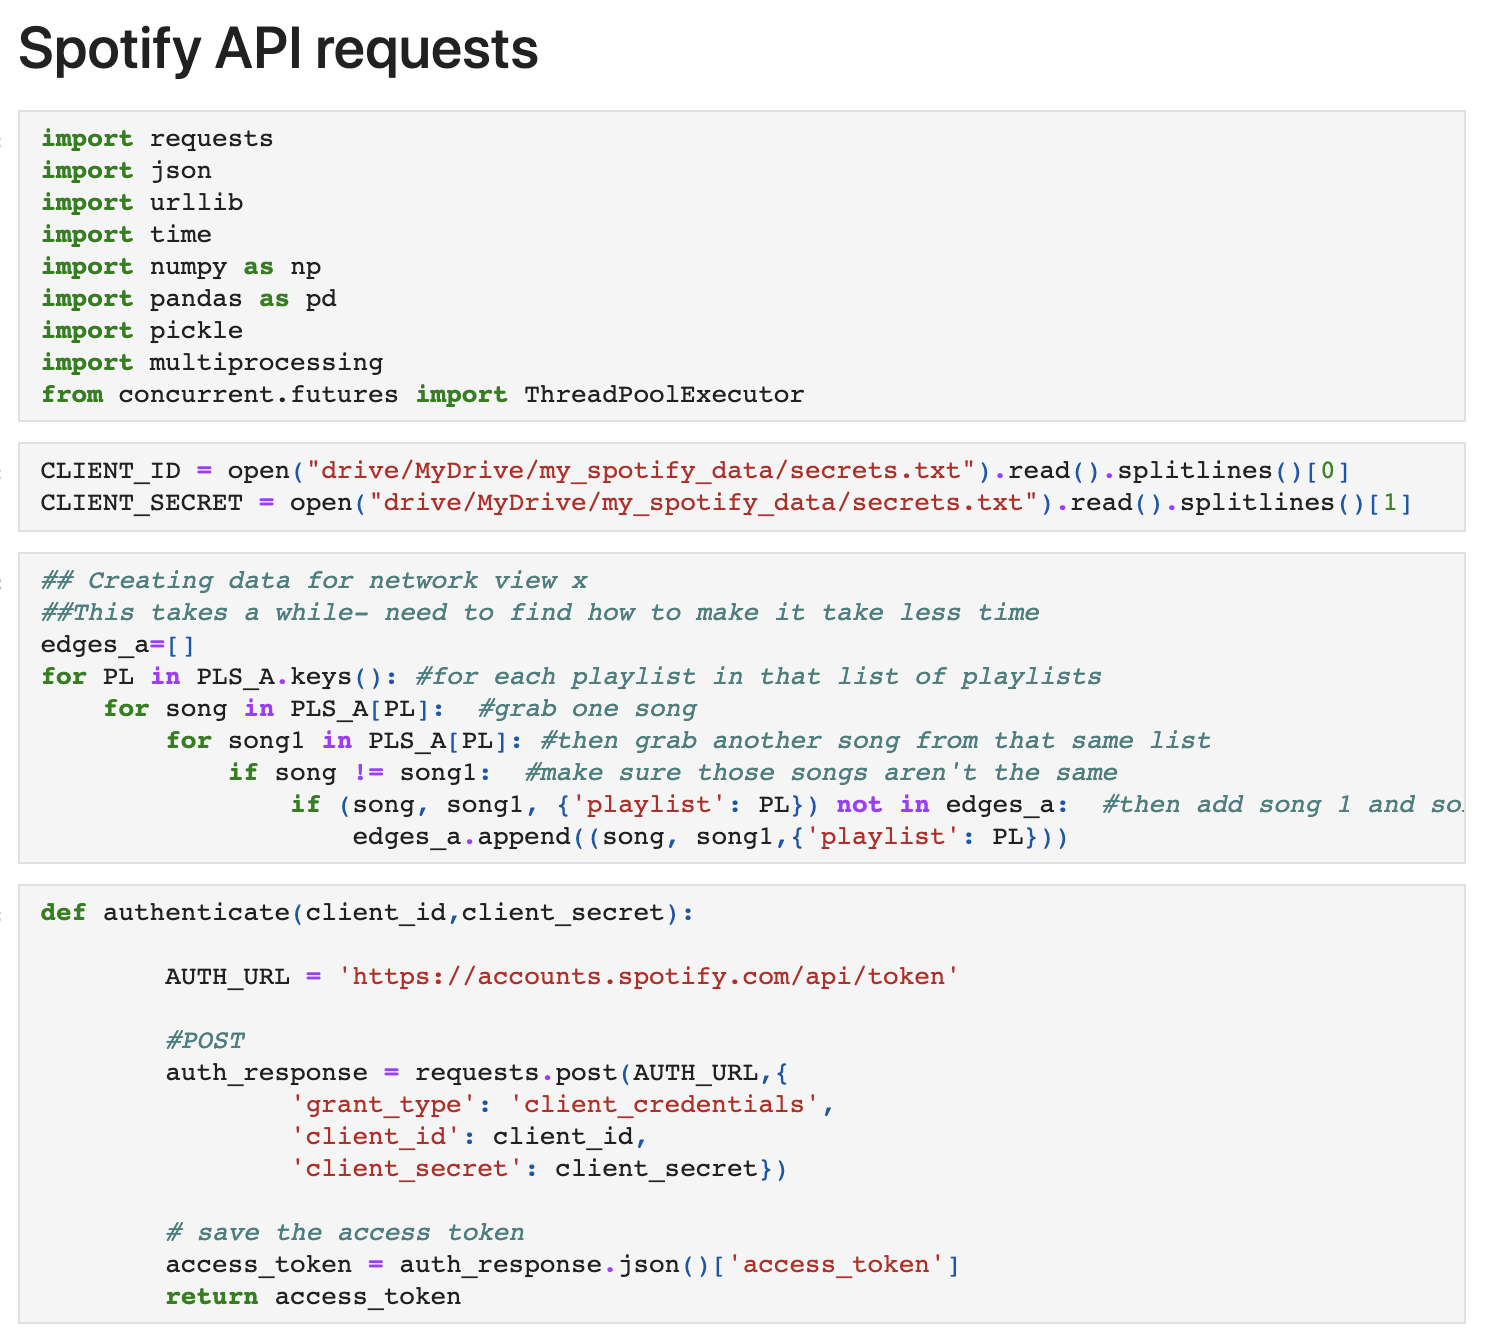 Spotify API requests
import requests
import json
import urllib
import time
import numpy as np
import pandas as pd
import pickle
import multiprocessing
from concurrent.futures import ThreadPoolExecutor
CLIENT_ID = open("drive/MyDrive/my_spotify_data/secrets.txt").read().splitlines()[0]
CLIENT_SECRET = open("drive/MyDrive/my_spotify_data/secrets.txt").read().splitlines()[1]
## Creating data for network view x
##This takes a while- need to find how to make it take less time
edges_a=[]
for PL in PLS_A.keys(): #for each playlist in that list of playlists
    for song in PLS_A[PL]:  #grab one song
        for song1 in PLS_A[PL]: #then grab another song from that same list
            if song != song1:  #make sure those songs aren't the same
                if (song, song1, {'playlist': PL}) not in edges_a:  #then add song 1 and
                    edges_a.append((song, song1,{'playlist': PL}))
def authenticate(client_id,client_secret):
        AUTH_URL = 'https://accounts.spotify.com/api/token'
        #POST
        auth_response = requests.post(AUTH_URL,{
                'grant_type': 'client_credentials',
                'client_id': client_id,
                'client_secret': client_secret})
        # save the access token
        access_token = auth_response.json()['access_token']
        return access_token